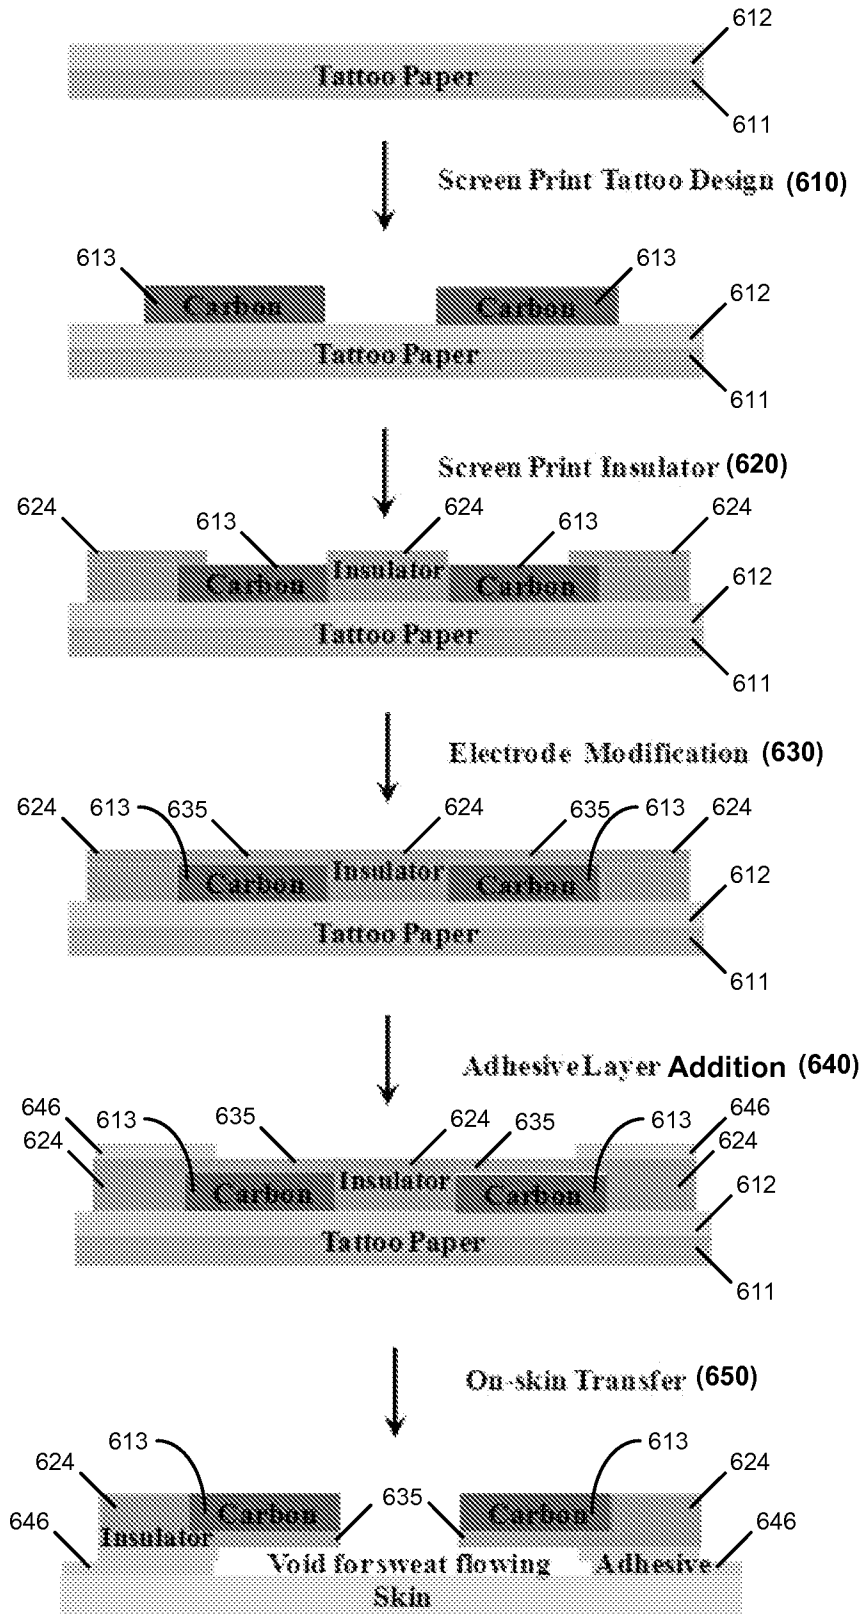 612
Tattoo Paper
611
Screen Print Tattoo Design (610)
613 613
Carbon Carbon
612
Tattoo Paper
611
Screen Print Insulator (620)
624 613 624 613 624
Insulator
Carbon Carbon
612
Tattoo Paper
611
Electrode Modification (630)
624 613 635 624 635 613 624
Insulator
Carbon Carbon
612
Tattoo Paper
611
Adhesive Layer Addition (640)
646 613 635 624 635 613 646
624 624
Insulator
Carbon Carbon
612
Tattoo Paper
611
On-skin Transfer (650)
613 613
624 624
635
Carbon Carbon
646 646
Insulator
Void for sweat flowing Adhesive
Skin